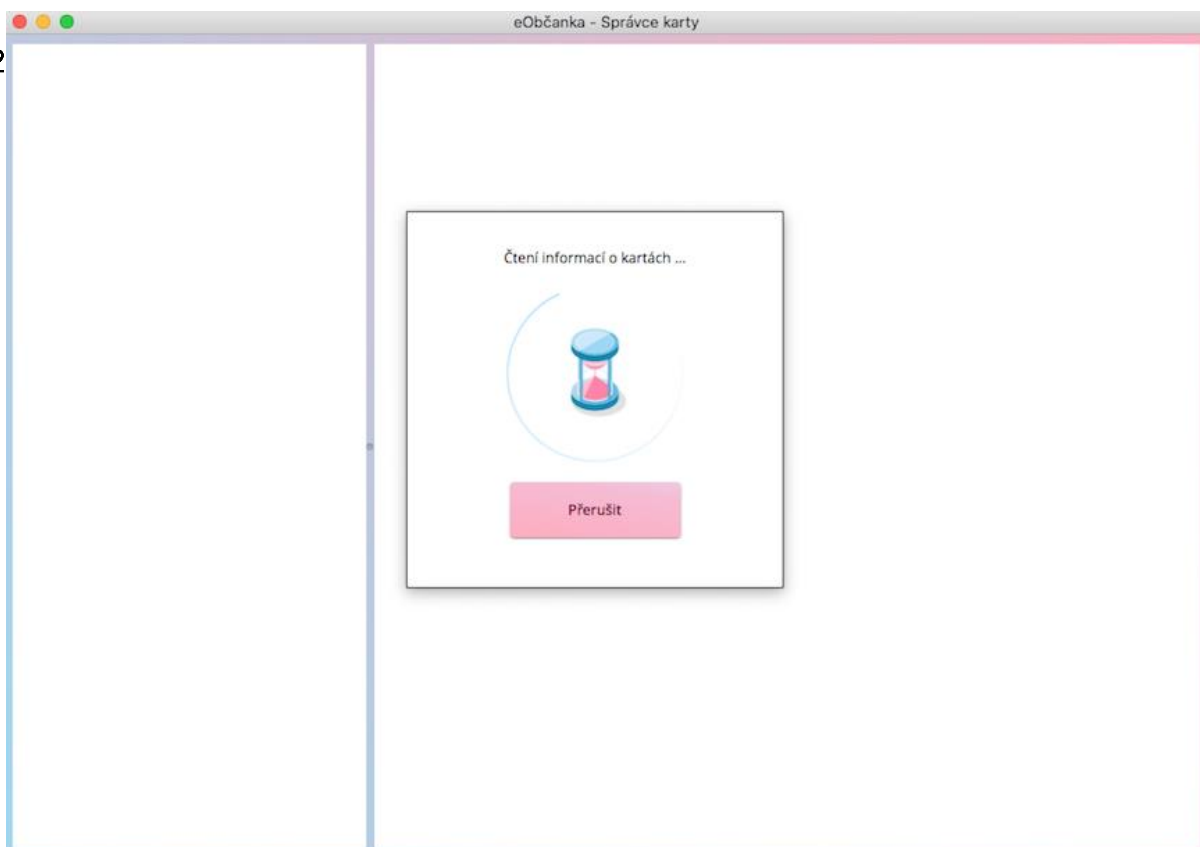 eObčanka - Správce karty
Čtení informací o kartách ...
Přerušit